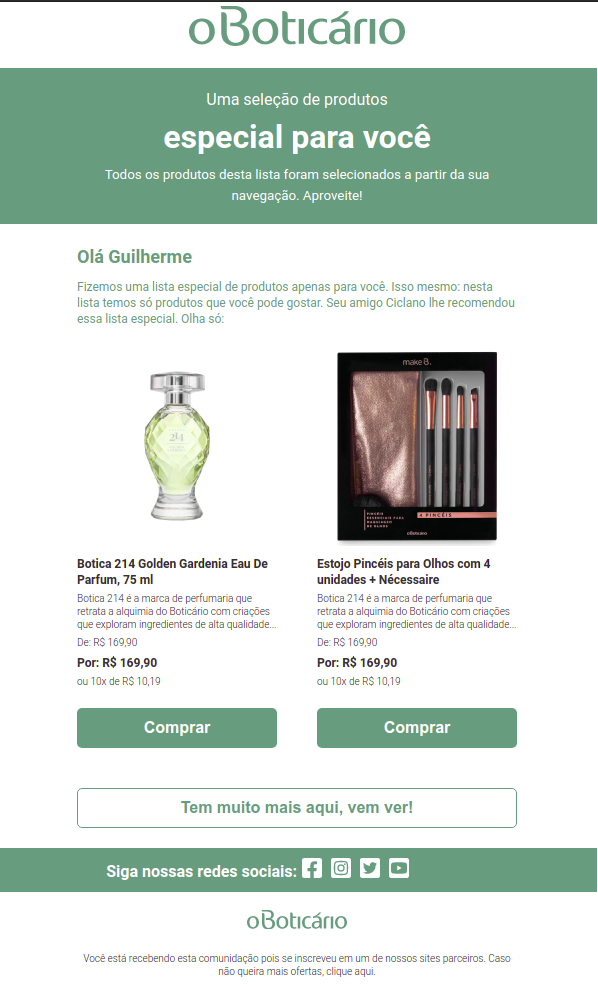 oBoticário
Uma seleção de produtos
especial para você
Todos os produtos desta lista foram selecionados a partir da sua
navegação. Aproveite!
Olá Guilherme
Fizemos uma lista especial de produtos apenas para você. Isso mesmo: nesta
lista temos só produtos que você pode gostar. Seu amigo Ciclano lhe recomendou
essa lista especial. Olha só:
214
make B.
PINCÉIS
ESSENCIAIS PARA
MAQUIAGEM
DE OLHOS
4 PINCÉIS
oBoticário
Botica 214 Golden Gardenia Eau De
Parfum, 75 ml
Botica 214 é a marca de perfumaria que
retrata a alquimia do Boticário com criações
que exploram ingredientes de alta qualidade...
De: R$ 169,90
Por: R$ 169,90
ou 10x de R$ 10,19
Comprar
Estojo Pincéis para Olhos com 4
unidades + Nécessaire
Botica 214 é a marca de perfumaria que
retrata a alquimia do Boticário com criações
que exploram ingredientes de alta qualidade...
De: R$ 169,90
Por: R$ 169,90
ou 10x de R$ 10,19
Comprar
Tem muito mais aqui, vem ver!
Siga nossas redes sociais:
oBoticário
Você está recebendo esta comunidação pois se inscreveu em um de nossos sites parceiros. Caso
não queira mais ofertas, clique aqui.